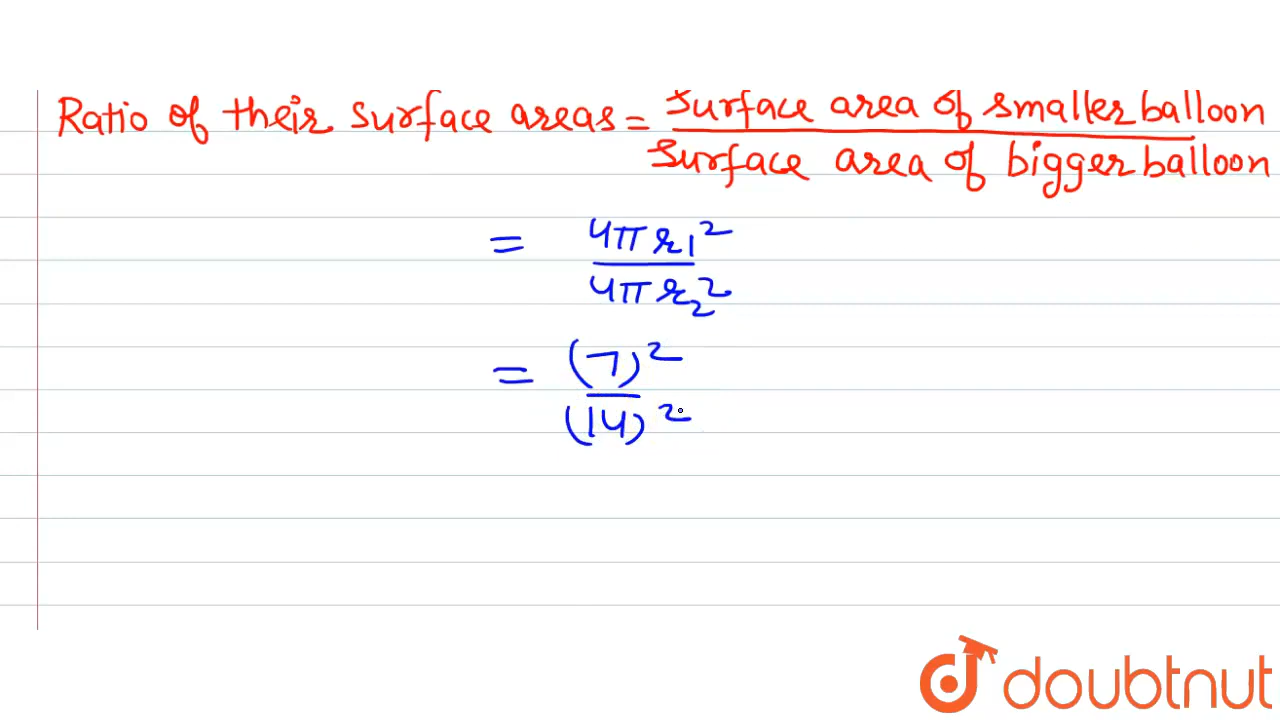 Ratio of their surface areas = surface area of smaller balloon / surface area of bigger balloon
= 4πr₁² / 4πr₂²
= (7)² / (14)²
doubtnut